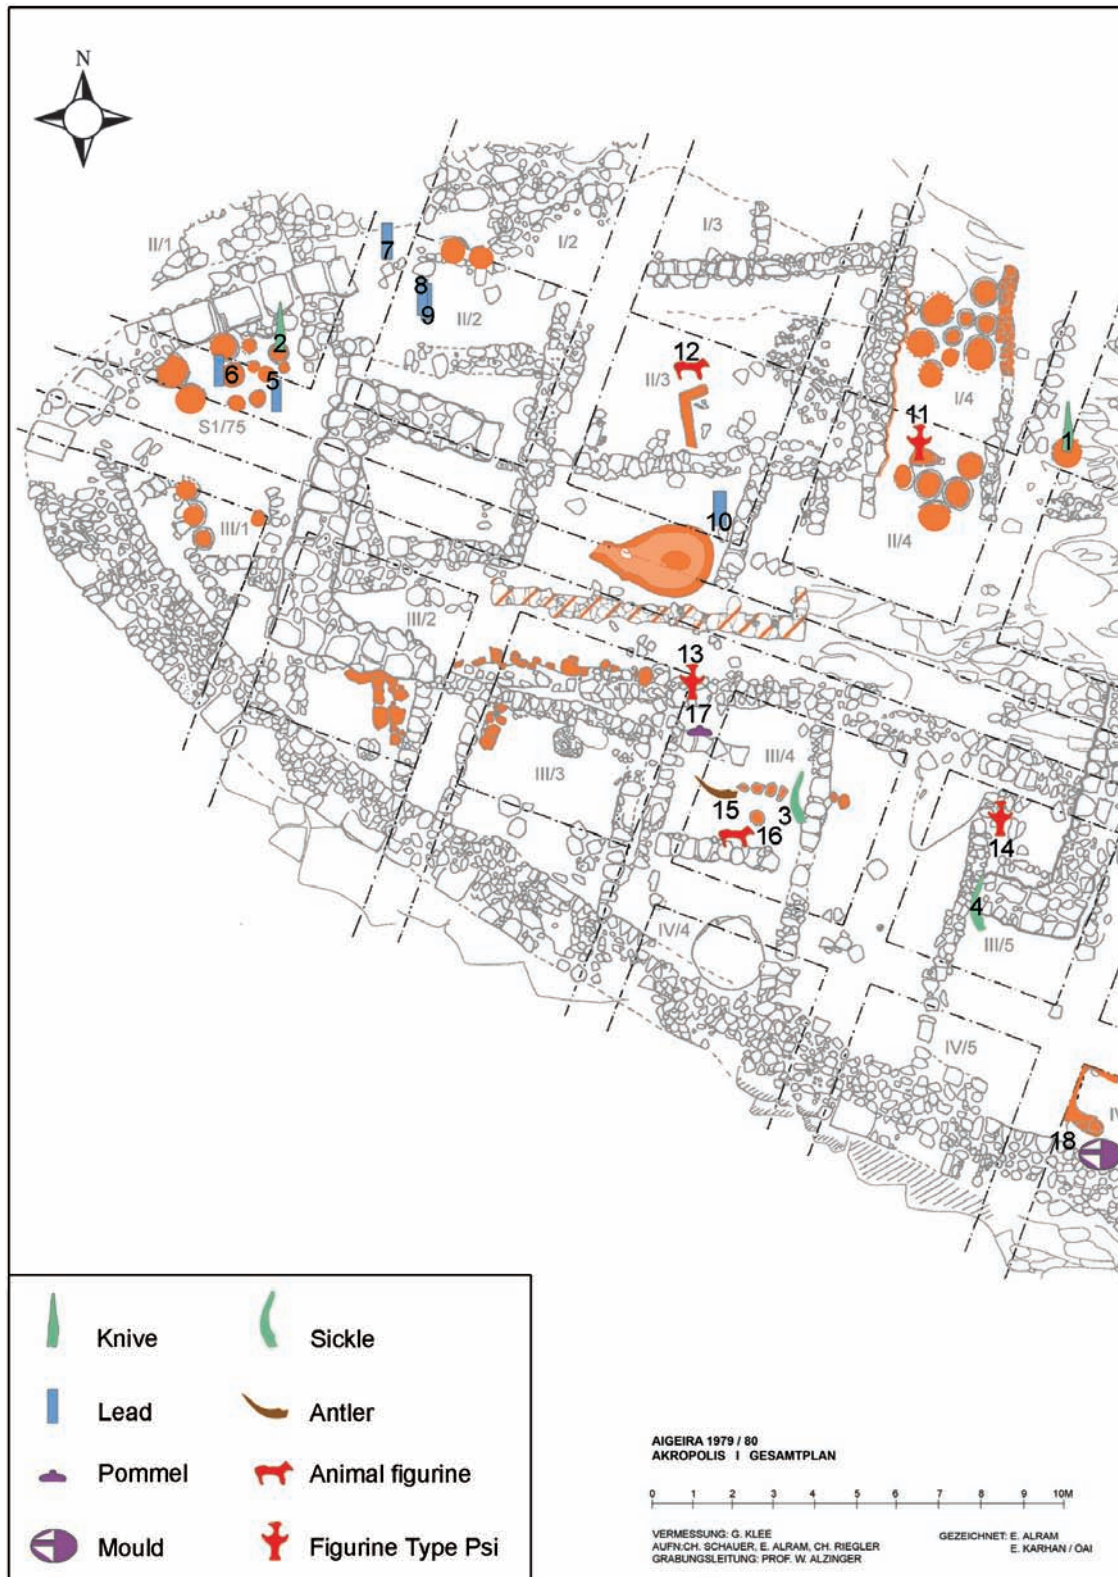 N
II/1
I/2
I/3
7
8
9
II/2
2
6
5
S1/75
12
II/3
I/4
11
1
10
II/4
III/1
III/2
13
17
III/4
III/3
15
3
16
14
4
IV/4
III/5
IV/5
IV
18
Knive
Sickle
Lead
Antler
Pommel
Animal figurine
Mould
Figurine Type Psi
AIGEIRA 1979 / 80
AKROPOLIS I GESAMTPLAN
0 1 2 3 4 5 6 7 8 9 10M
VERMESSUNG: G. KLEE
AUFN:CH. SCHAUER, E. ALRAM, CH. RIEGLER
GRABUNGSLEITUNG: PROF. W. ALZINGER
GEZEICHNET: E. ALRAM
E. KARHAN / ÖAI